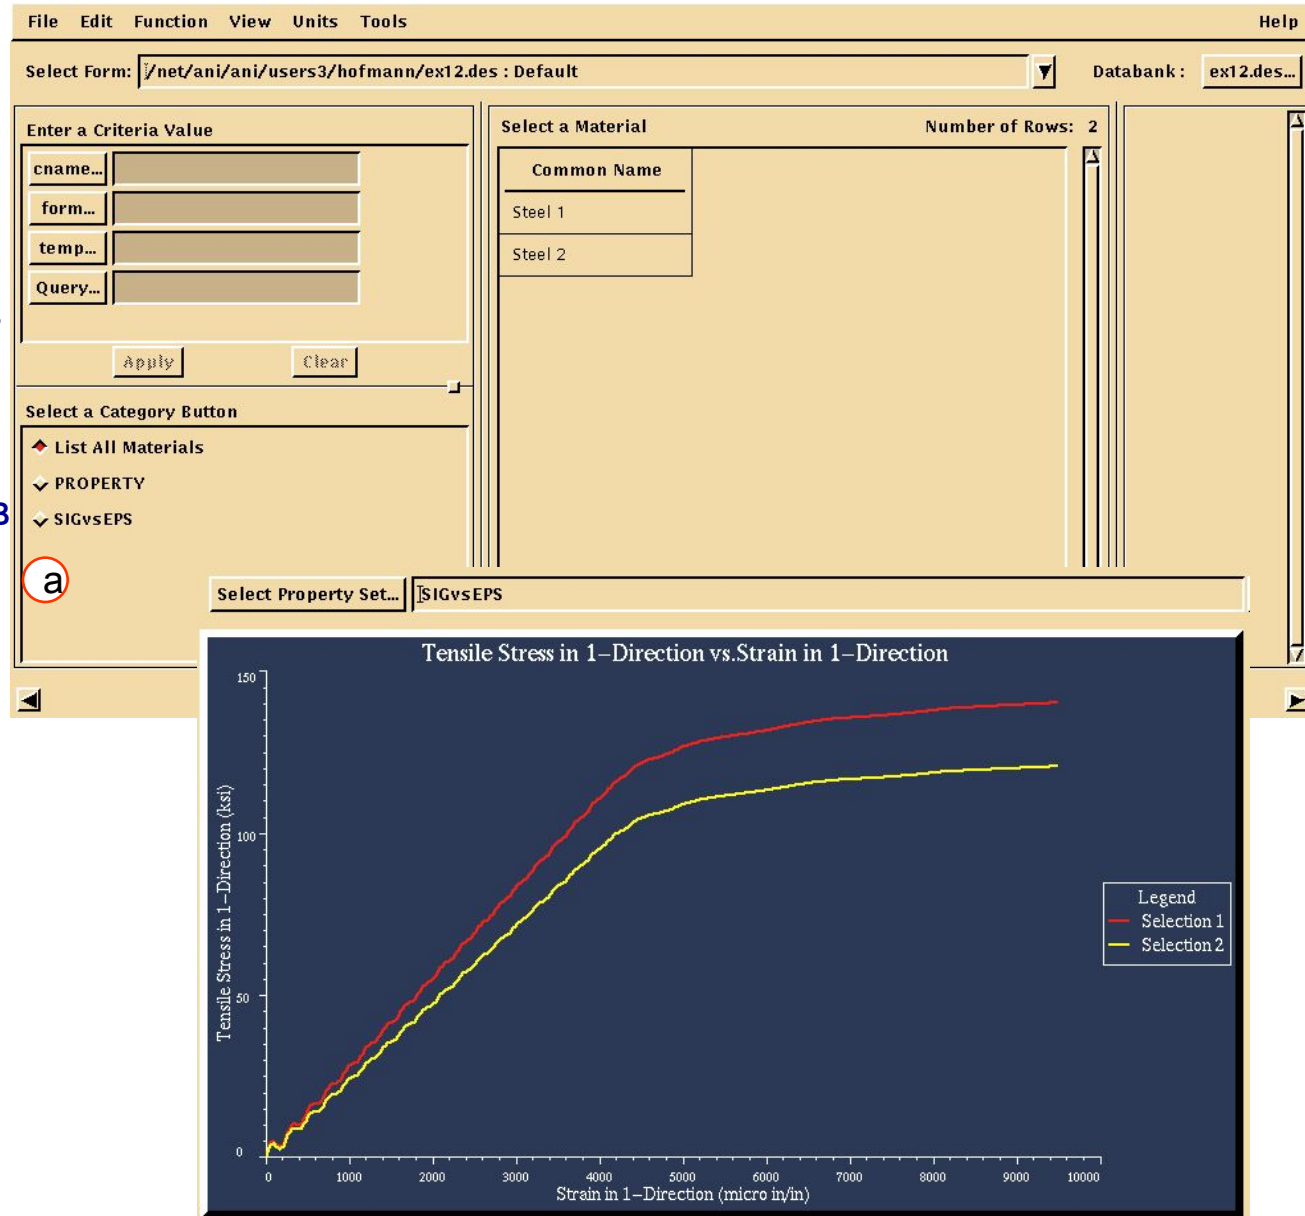 File Edit Function View Units Tools Help
Select Form: /net/ani/ani/users3/hofmann/ex12.des : Default Databank : ex12.des...
Enter a Criteria Value
cname...
form...
temp...
Query...
Apply Clear
Select a Category Button
List All Materials
PROPERTY
SIGvsEPS
B
a
Select a Material Number of Rows: 2
Common Name
Steel 1
Steel 2
Select Property Set... SIGvsEPS
Tensile Stress in 1-Direction vs.Strain in 1-Direction
Tensile Stress in 1-Direction (ksi)
150
100
50
0
0 1000 2000 3000 4000 5000 6000 7000 8000 9000 10000
Strain in 1-Direction (micro in/in)
Legend
Selection 1
Selection 2